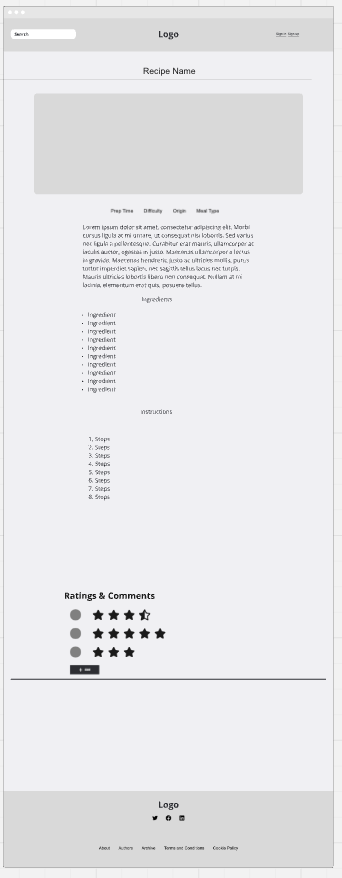 Search
Logo
Recipe Name
Prep Time Difficulty Origin Meal Type
Lorem ipsum dolor sit amet, consectetur adipiscing elit. Morbi
cursus ligula at mi ornare, ut consequat nisi lobortis. Sed varius
nec ligula a pellentesque. Curabitur erat mauris, ullamcorper at
iaculis auctor, egestas in justo. Maecenas ullamcorper a lectus
in gravida. Maecenas hendrerit justo ac ultricies mollis, purus
tortor imperdiet sapien, nec sagittis tellus lacus nec turpis.
Mauris ultricies lobortis libero non consequat. Nullam at mi
lacinia, elementum erat quis, posuere tellus.
Ingredients
• Ingredient
• Ingredient
• Ingredient
• Ingredient
• Ingredient
• Ingredient
• Ingredient
• Ingredient
• Ingredient
• Ingredient
Instructions
1. Steps
2. Steps
3. Steps
4. Steps
5. Steps
6. Steps
7. Steps
8. Steps
Ratings & Comments
Logo
About Authors Archive Terms and Conditions Cookie Policy